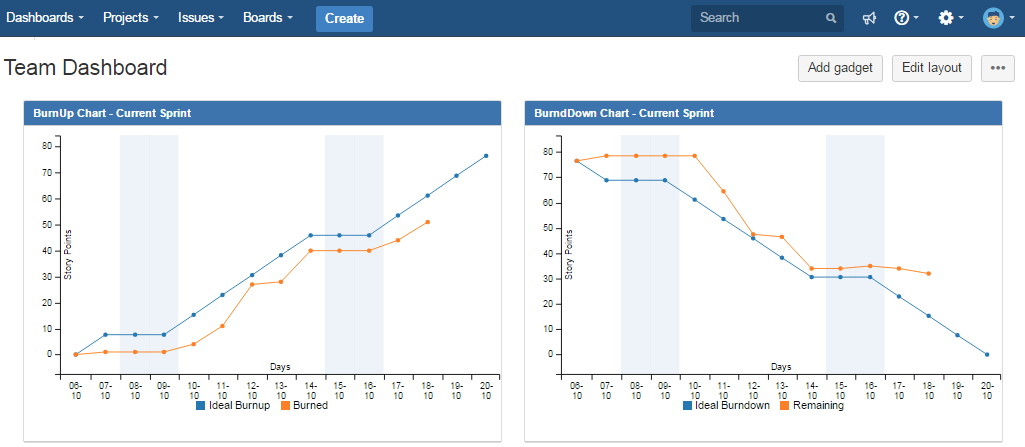 Dashboards Projects Issues Boards Create Search
Team Dashboard
Add gadget Edit layout •••
BurnUp Chart - Current Sprint
80
70
60
50
40
30
20
10
0
Story Points
Days
06-10 07-10 08-10 09-10 10-10 11-10 12-10 13-10 14-10 15-10 16-10 17-10 18-10 19-10 20-10
Ideal Burnup Burned
BurndDown Chart - Current Sprint
80
70
60
50
40
30
20
10
0
Story Points
Days
06-10 07-10 08-10 09-10 10-10 11-10 12-10 13-10 14-10 15-10 16-10 17-10 18-10 19-10 20-10
Ideal Burndown Remaining